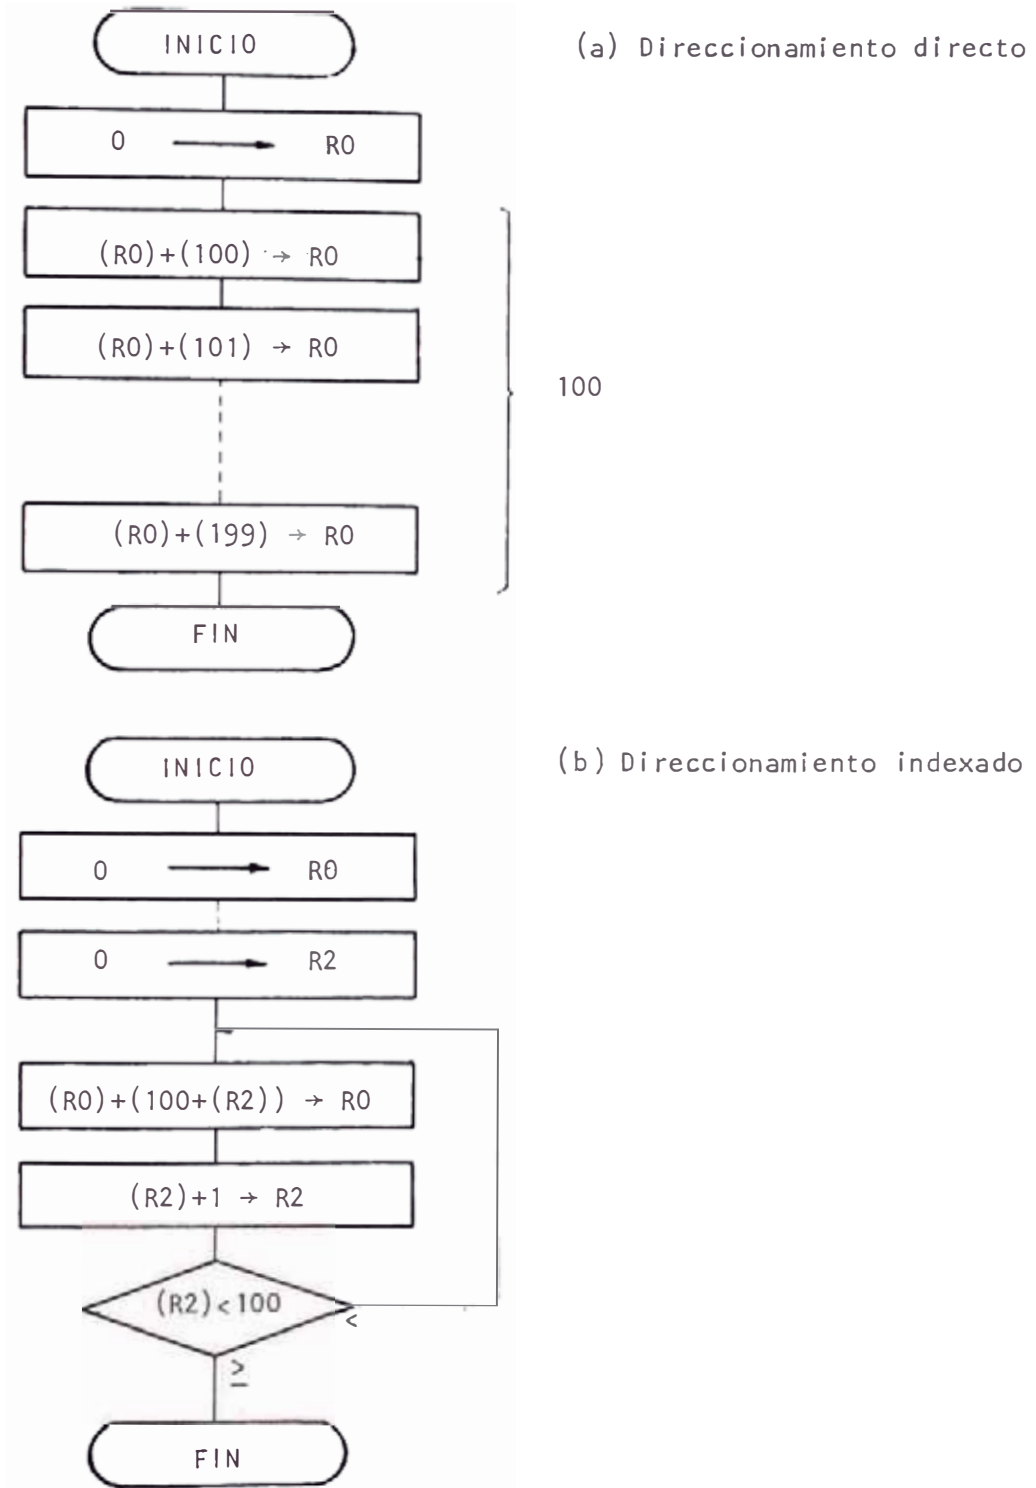 INICIO
(a) Direccionamiento directo
0 → R0
(R0)+(100) → R0
(R0)+(101) → R0
100
(R0)+(199) → R0
FIN
INICIO
(b) Direccionamiento indexado
0 → R0
0 → R2
(R0)+(100+(R2)) → R0
(R2)+1 → R2
(R2)<100
<
≥
FIN